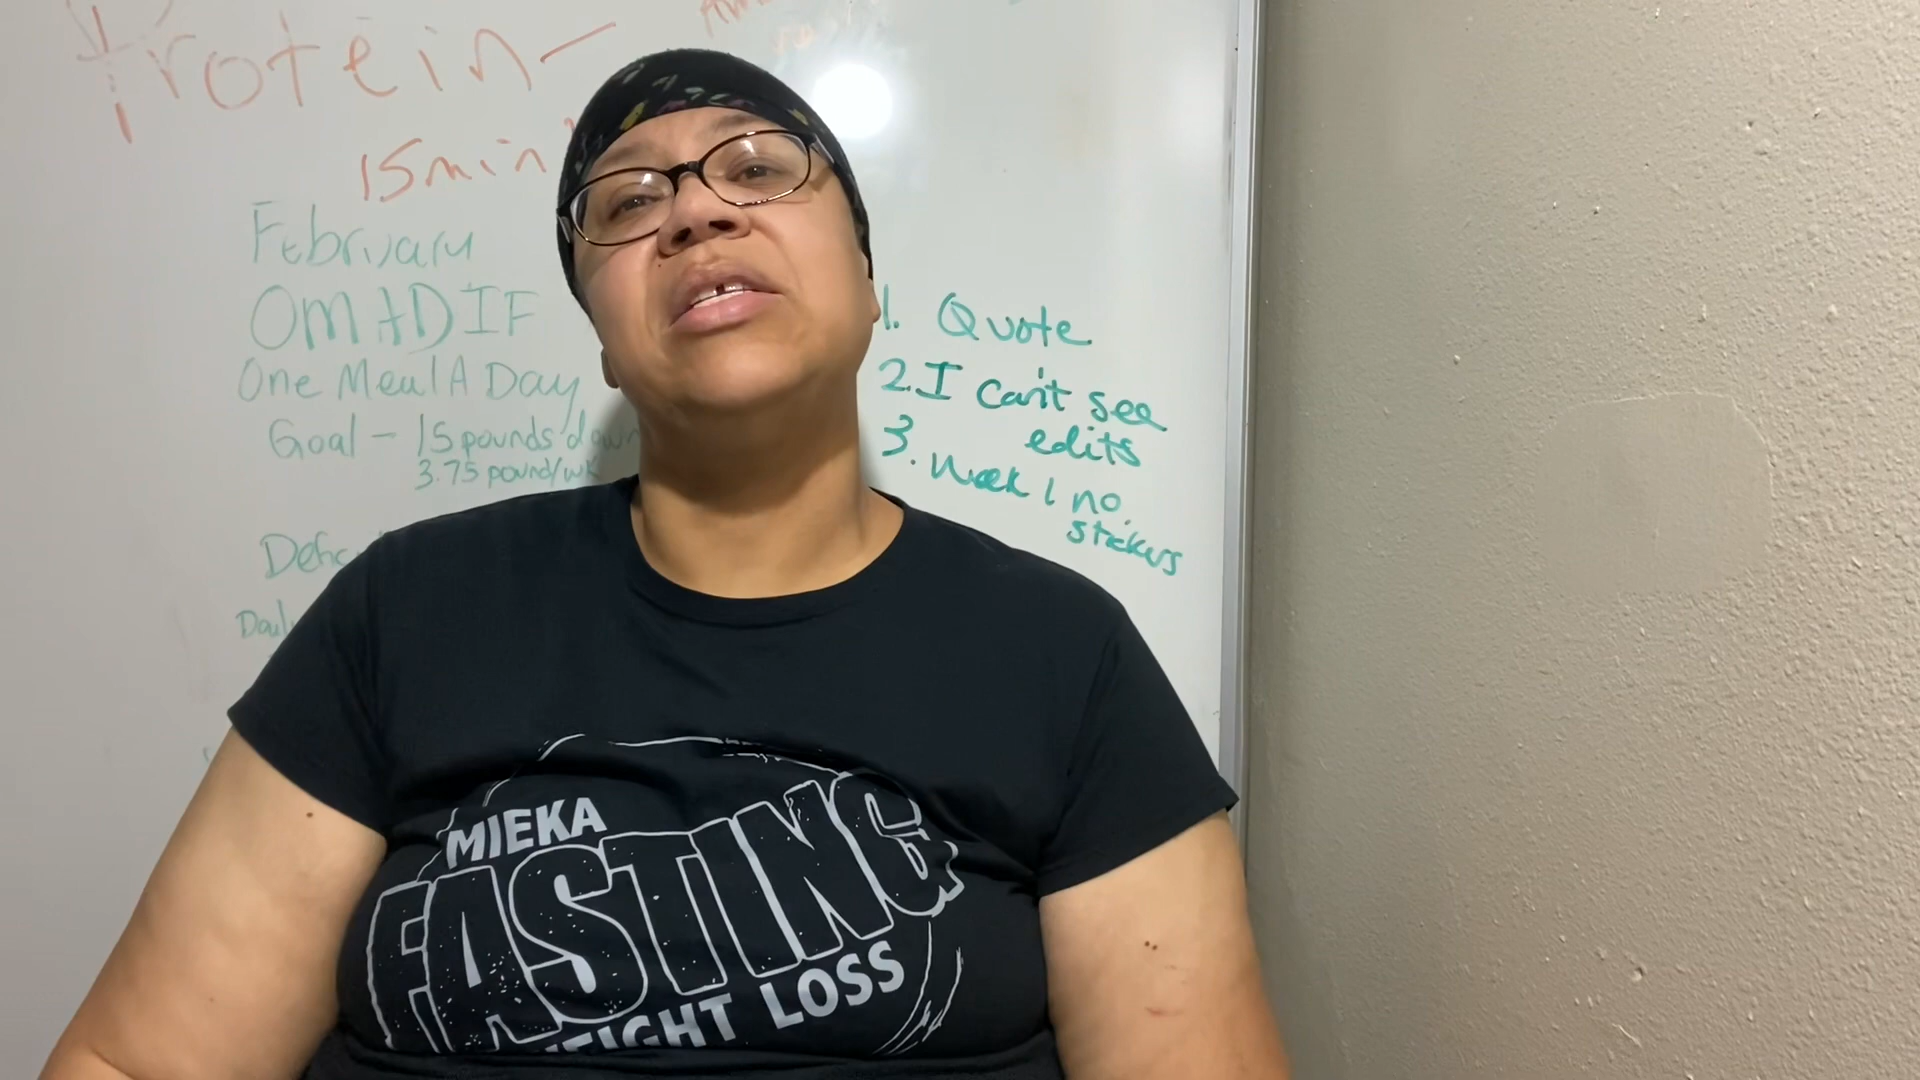 Protein-
15min
February
OMADIF
One Meal A Day
Goal - 15 pounds down
3.75 pound/wk
1. Quote
2. I can't see
edits
3. Week 1 no
stickers
MIEKA
FASTING
WEIGHT LOSS